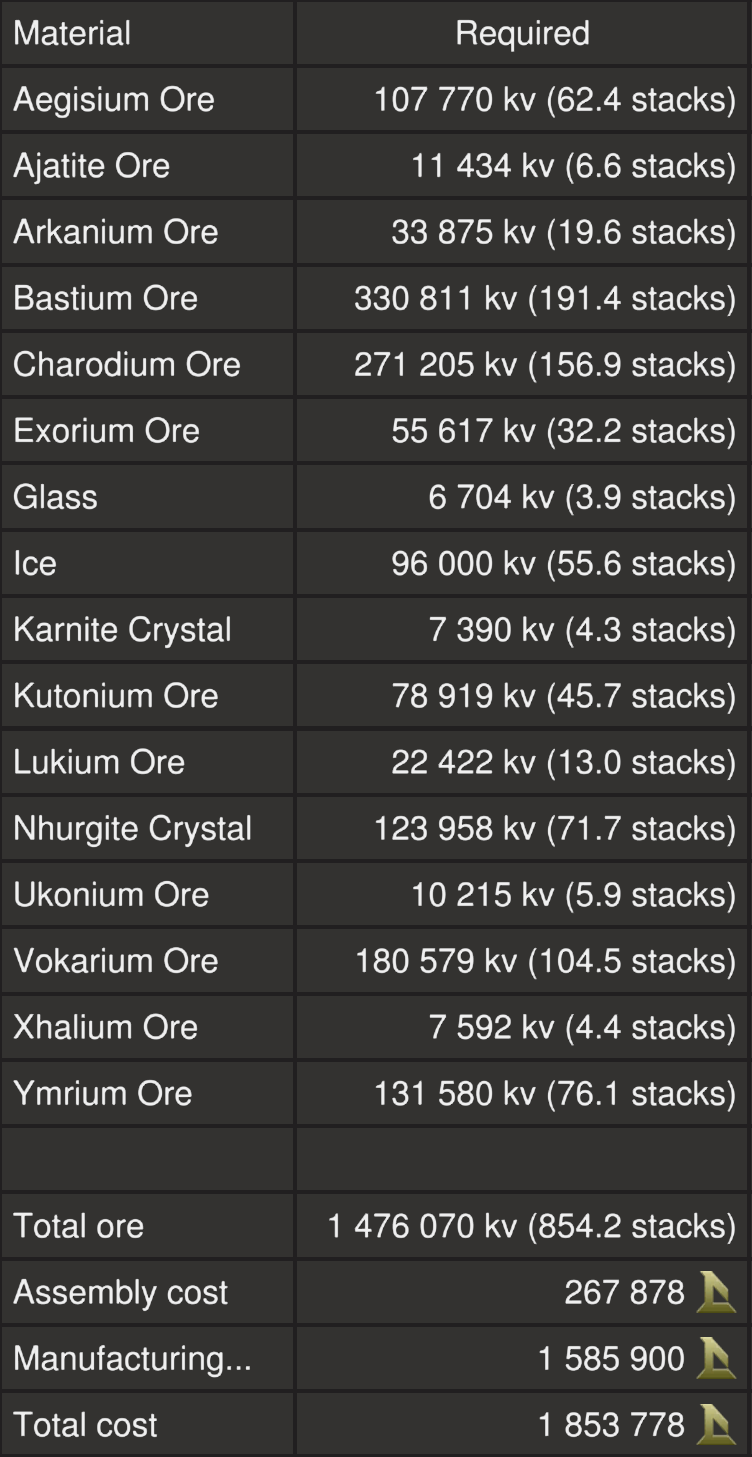 Material Required
Aegisium Ore 107 770 kv (62.4 stacks)
Ajatite Ore 11 434 kv (6.6 stacks)
Arkanium Ore 33 875 kv (19.6 stacks)
Bastium Ore 330 811 kv (191.4 stacks)
Charodium Ore 271 205 kv (156.9 stacks)
Exorium Ore 55 617 kv (32.2 stacks)
Glass 6 704 kv (3.9 stacks)
Ice 96 000 kv (55.6 stacks)
Karnite Crystal 7 390 kv (4.3 stacks)
Kutonium Ore 78 919 kv (45.7 stacks)
Lukium Ore 22 422 kv (13.0 stacks)
Nhurgite Crystal 123 958 kv (71.7 stacks)
Ukonium Ore 10 215 kv (5.9 stacks)
Vokarium Ore 180 579 kv (104.5 stacks)
Xhalium Ore 7 592 kv (4.4 stacks)
Ymrium Ore 131 580 kv (76.1 stacks)
Total ore 1 476 070 kv (854.2 stacks)
Assembly cost 267 878
Manufacturing... 1 585 900
Total cost 1 853 778